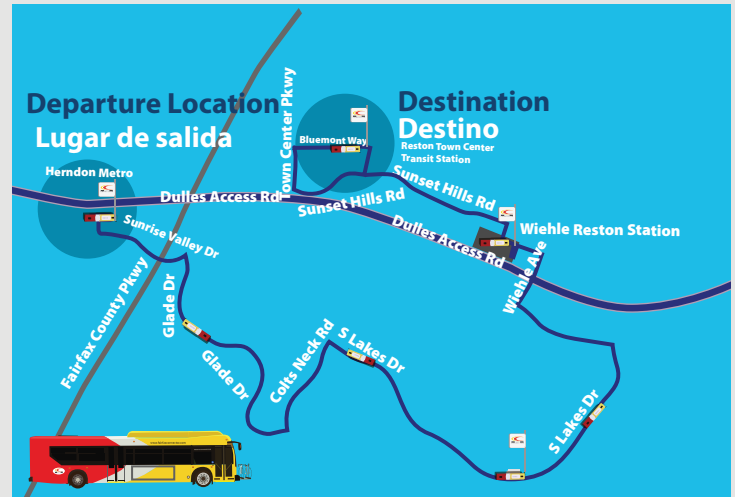 Departure Location
Lugar de salida
Herndon Metro
Destination
Destino
Reston Town Center
Transit Station
Town Center Pkwy
Bluemont Way
Dulles Access Rd
Sunset Hills Rd
Sunset Hills Rd
Dulles Access Rd
Wiehle Reston Station
Wiehle Ave
Sunrise Valley Dr
Fairfax County Pkwy
Glade Dr
Glade Dr
Colts Neck Rd
S Lakes Dr
S Lakes Dr